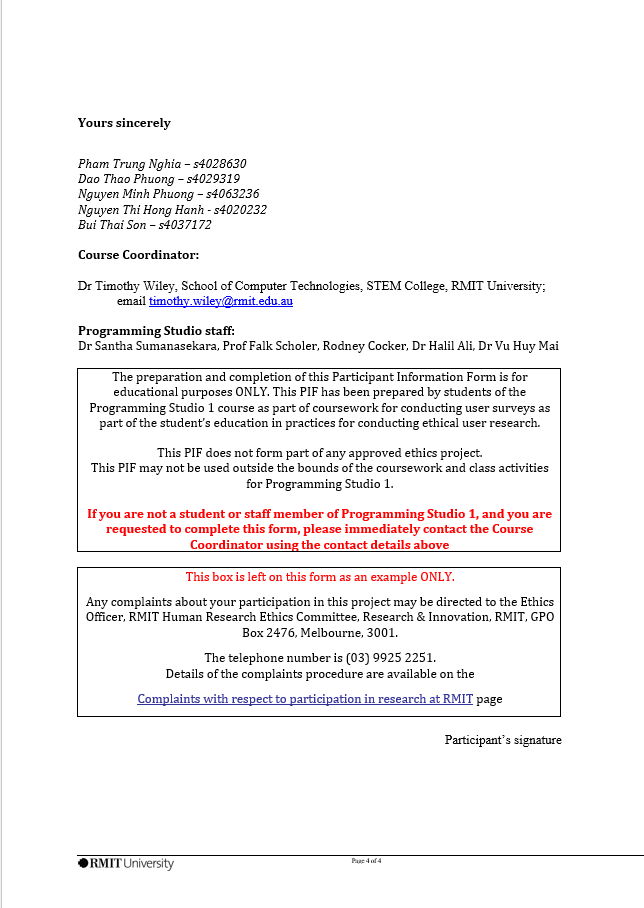 Yours sincerely
Pham Trung Nghia – s4028630
Dao Thao Phuong – s4029319
Nguyen Minh Phuong – s4063236
Nguyen Thi Hong Hanh - s4020232
Bui Thai Son – s4037172
Course Coordinator:
Dr Timothy Wiley, School of Computer Technologies, STEM College, RMIT University;
email timothy.wiley@rmit.edu.au
Programming Studio staff:
Dr Santha Sumanasekara, Prof Falk Scholer, Rodney Cocker, Dr Halil Ali, Dr Vu Huy Mai
The preparation and completion of this Participant Information Form is for
educational purposes ONLY. This PIF has been prepared by students of the
Programming Studio 1 course as part of coursework for conducting user surveys as
part of the student's education in practices for conducting ethical user research.
This PIF does not form part of any approved ethics project.
This PIF may not be used outside the bounds of the coursework and class activities
for Programming Studio 1.
If you are not a student or staff member of Programming Studio 1, and you are
requested to complete this form, please immediately contact the Course
Coordinator using the contact details above
This box is left on this form as an example ONLY.
Any complaints about your participation in this project may be directed to the Ethics
Officer, RMIT Human Research Ethics Committee, Research & Innovation, RMIT, GPO
Box 2476, Melbourne, 3001.
The telephone number is (03) 9925 2251.
Details of the complaints procedure are available on the
Complaints with respect to participation in research at RMIT page
Participant's signature
RMIT University
Page 4 of 4